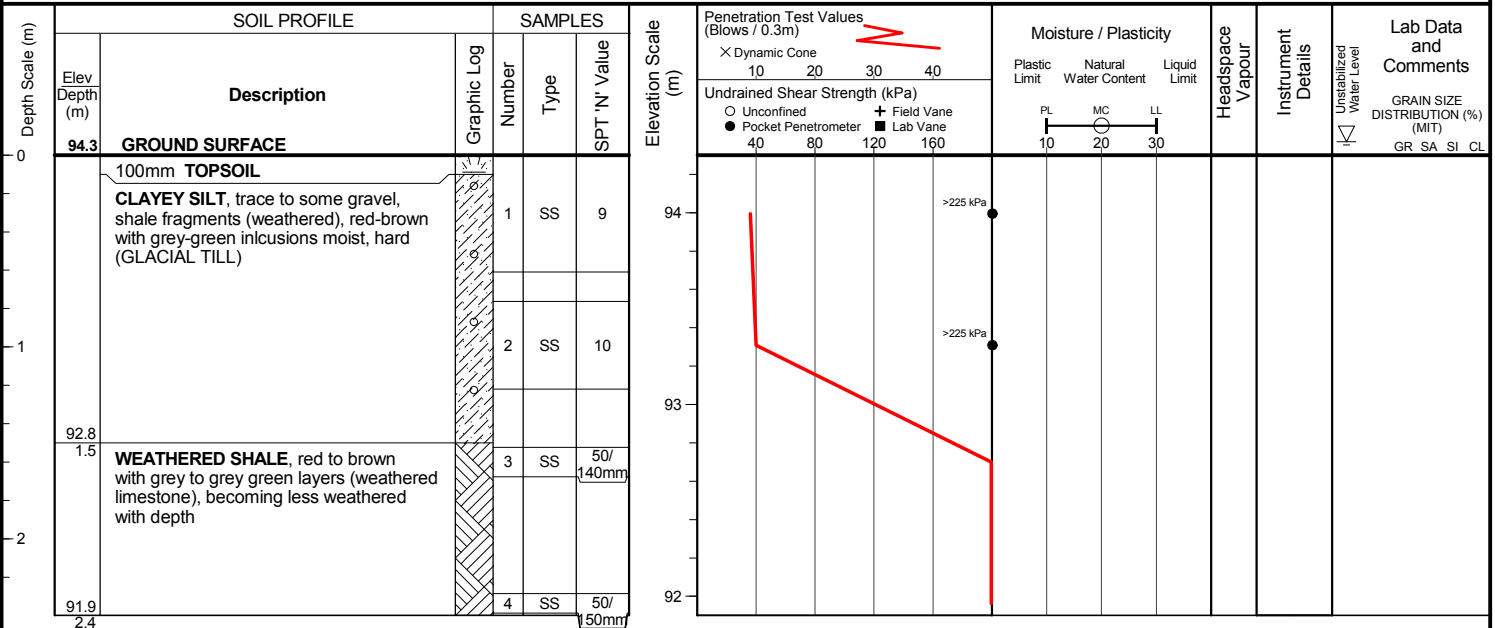 SOIL PROFILE
SAMPLES
Depth Scale (m)
Elev
Depth
(m)
Description
Graphic Log
Number
Type
SPT 'N' Value
Elevation Scale
(m)
Penetration Test Values
(Blows / 0.3m)
× Dynamic Cone
10 20 30 40
Undrained Shear Strength (kPa)
Unconfined
+ Field Vane
Pocket Penetrometer
Lab Vane
40 80 120 160
Moisture / Plasticity
Plastic
Limit
Natural
Water Content
Liquid
Limit
PL MC LL
10 20 30
Headspace
Vapour
Instrument
Details
Unstabilized
Water Level
Lab Data
and
Comments
GRAIN SIZE
DISTRIBUTION (%)
(MIT)
GR SA SI CL
94.3 GROUND SURFACE
0
100mm TOPSOIL
CLAYEY SILT, trace to some gravel,
shale fragments (weathered), red-brown
with grey-green inlcusions moist, hard
(GLACIAL TILL)
1 SS 9
94
>225 kPa
1
2 SS 10
>225 kPa
93
92.8
1.5
WEATHERED SHALE, red to brown
with grey to grey green layers (weathered
limestone), becoming less weathered
with depth
3 SS 50/
140mm
2
92
91.9
2.4
4 SS 50/
150mm